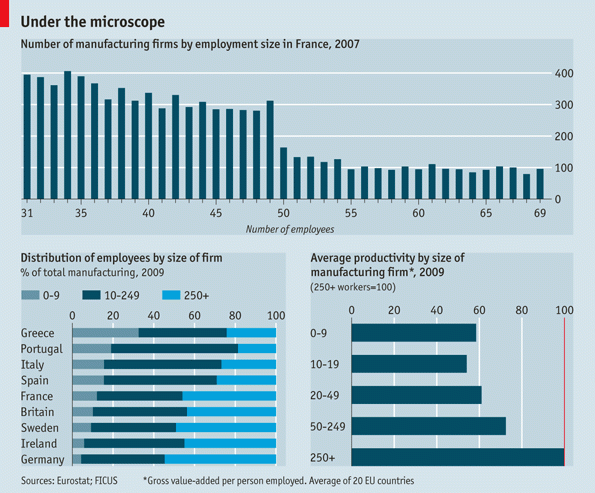 Under the microscope
Number of manufacturing firms by employment size in France, 2007
400
300
200
100
0
31 35 40 45 50 55 60 65 69
Number of employees
Distribution of employees by size of firm
% of total manufacturing, 2009
0-9 10-249 250+
0 20 40 60 80 100
Greece
Portugal
Italy
Spain
France
Britain
Sweden
Ireland
Germany
Average productivity by size of
manufacturing firm*, 2009
(250+ workers=100)
0 20 40 60 80 100
0-9
10-19
20-49
50-249
250+
Sources: Eurostat; FICUS *Gross value-added per person employed. Average of 20 EU countries